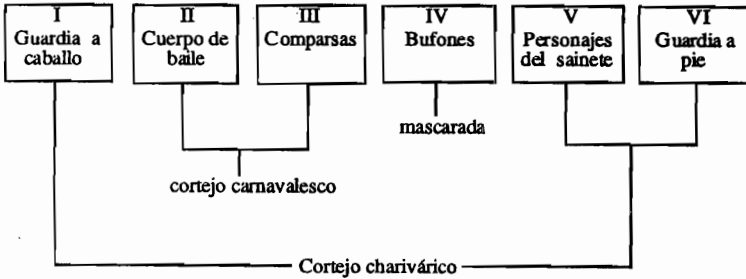 I
Guardia a
caballo
II
Cuerpo de
baile
III
Comparsas
IV
Bufones
V
Personajes
del sainete
VI
Guardia a
pie
mascarada
cortejo carnavalesco
Cortejo charivárico